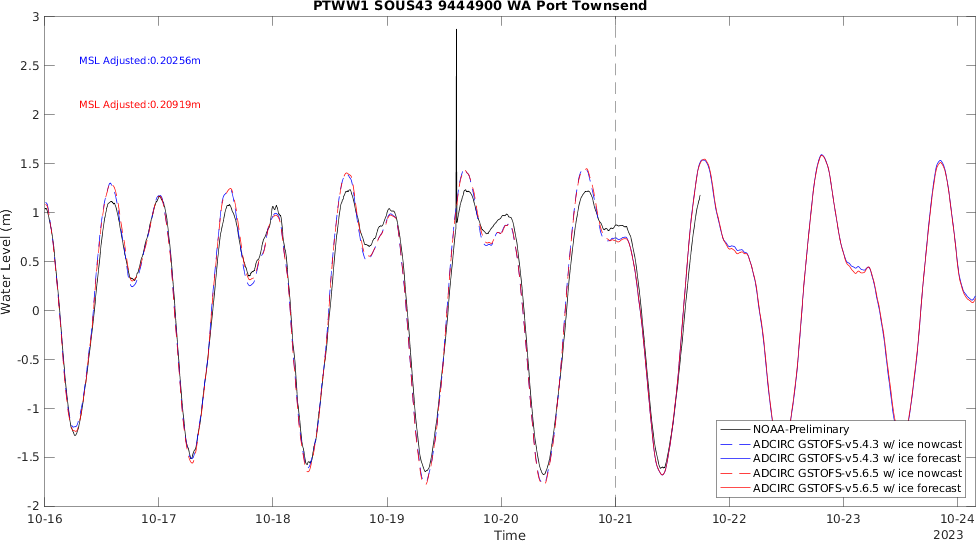 PTWW1 SOUS43 9444900 WA Port Townsend
3
2.5
2
1.5
1
0.5
0
-0.5
-1
-1.5
-2
Water Level (m)
MSL Adjusted:0.20256m
MSL Adjusted:0.20919m
NOAA-Preliminary
ADCIRC GSTOFS-v5.4.3 w/ ice nowcast
ADCIRC GSTOFS-v5.4.3 w/ ice forecast
ADCIRC GSTOFS-v5.6.5 w/ ice nowcast
ADCIRC GSTOFS-v5.6.5 w/ ice forecast
10-16 10-17 10-18 10-19 10-20 10-21 10-22 10-23 10-24
Time
2023